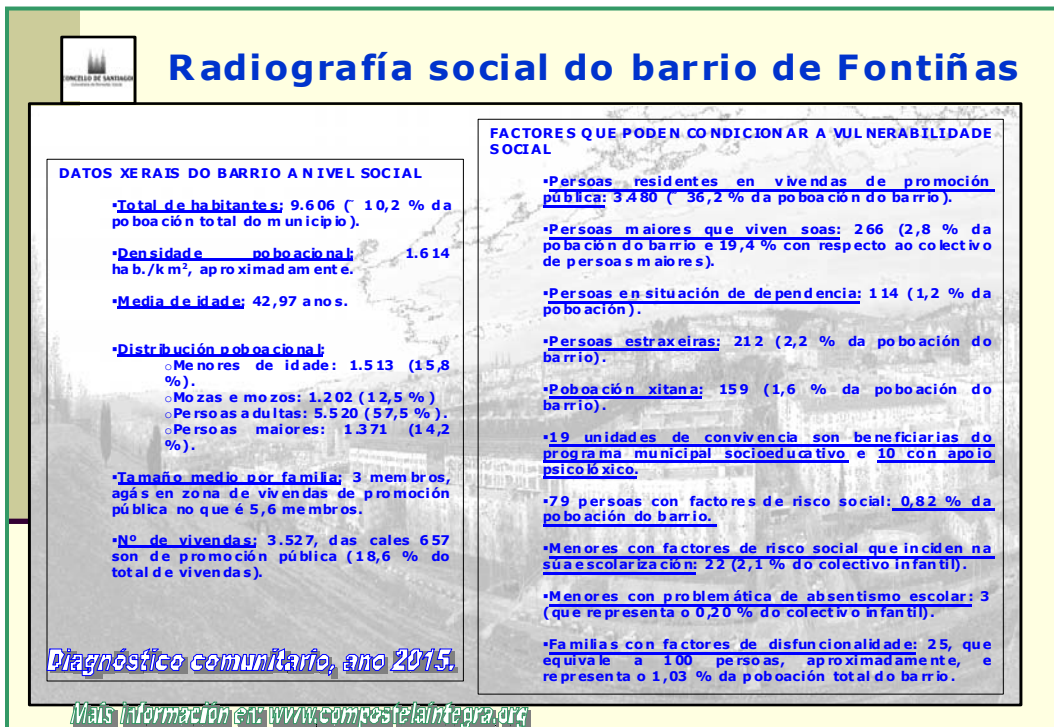 Radiografía social do barrio de Fontiñas
CONCELLO DE SANTIAGO
DATOS XERAIS DO BARRIO A NIVEL SOCIAL
▪Total de habitantes: 9.606 (˜ 10,2 % da
poboación total do municipio).
▪Densidade poboacional: 1.614
hab./km², aproximadamente.
▪Media de idade: 42,97 anos.
▪Distribución poboacional:
oMenores de idade: 1.513 (15,8
%).
oMozas e mozos: 1.202 (12,5 %)
oPersoas adultas: 5.520 (57,5 %).
oPersoas maiores: 1.371 (14,2
%).
▪Tamaño medio por familia: 3 membros,
agás en zona de vivendas de promoción
pública no que é 5,6 membros.
▪Nº de vivendas: 3.527, das cales 657
son de promoción pública (18,6 % do
total de vivendas).
Diagnóstico comunitario, ano 2015.
FACTORES QUE PODEN CONDICIONAR A VULNERABILIDADE
SOCIAL
▪Persoas residentes en vivendas de promoción
pública: 3.480 (˜ 36,2 % da poboación do barrio).
▪Persoas maiores que viven soas: 266 (2,8 % da
pobación do barrio e 19,4 % con respecto ao colectivo
de persoas maiores).
▪Persoas en situación de dependencia: 114 (1,2 % da
poboación).
▪Persoas estraxeiras: 212 (2,2 % da poboación do
barrio).
▪Poboación xitana: 159 (1,6 % da poboación do
barrio).
▪19 unidades de convivencia son beneficiarias do
programa municipal socioeducativo e 10 con apoio
psicolóxico.
▪79 persoas con factores de risco social: 0,82 % da
poboación do barrio.
▪Menores con factores de risco social que inciden na
súa escolarización: 22 (2,1 % do colectivo infantil).
▪Menores con problemática de absentismo escolar: 3
(que representa o 0,20 % do colectivo infantil).
▪Familias con factores de disfuncionalidade: 25, que
equivale a 100 persoas, aproximadamente, e
representa o 1,03 % da poboación total do barrio.
Mais información en: www.compostelaintegra.org